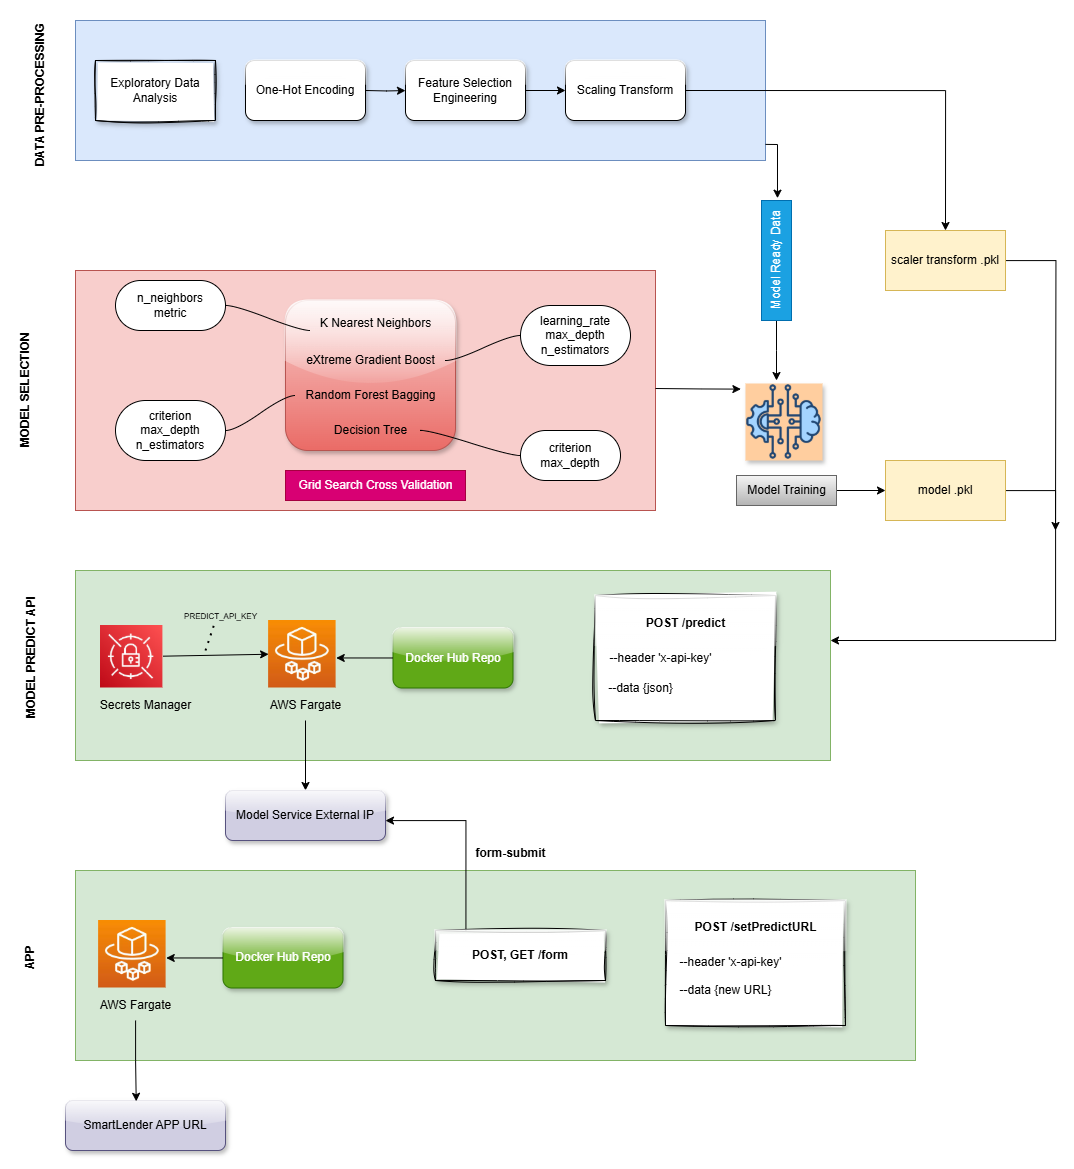 DATA PRE-PROCESSING
Exploratory Data
Analysis
One-Hot Encoding
Feature Selection
Engineering
Scaling Transform
Model Ready Data
scaler transform .pkl
MODEL SELECTION
n_neighbors
metric
K Nearest Neighbors
eXtreme Gradient Boost
Random Forest Bagging
Decision Tree
learning_rate
max_depth
n_estimators
criterion
max_depth
n_estimators
criterion
max_depth
Grid Search Cross Validation
Model Training
model .pkl
MODEL PREDICT API
PREDICT_API_KEY
Secrets Manager
AWS Fargate
Docker Hub Repo
POST /predict
--header 'x-api-key'
--data {json}
Model Service External IP
form-submit
APP
AWS Fargate
Docker Hub Repo
POST, GET /form
POST /setPredictURL
--header 'x-api-key'
--data {new URL}
SmartLender APP URL